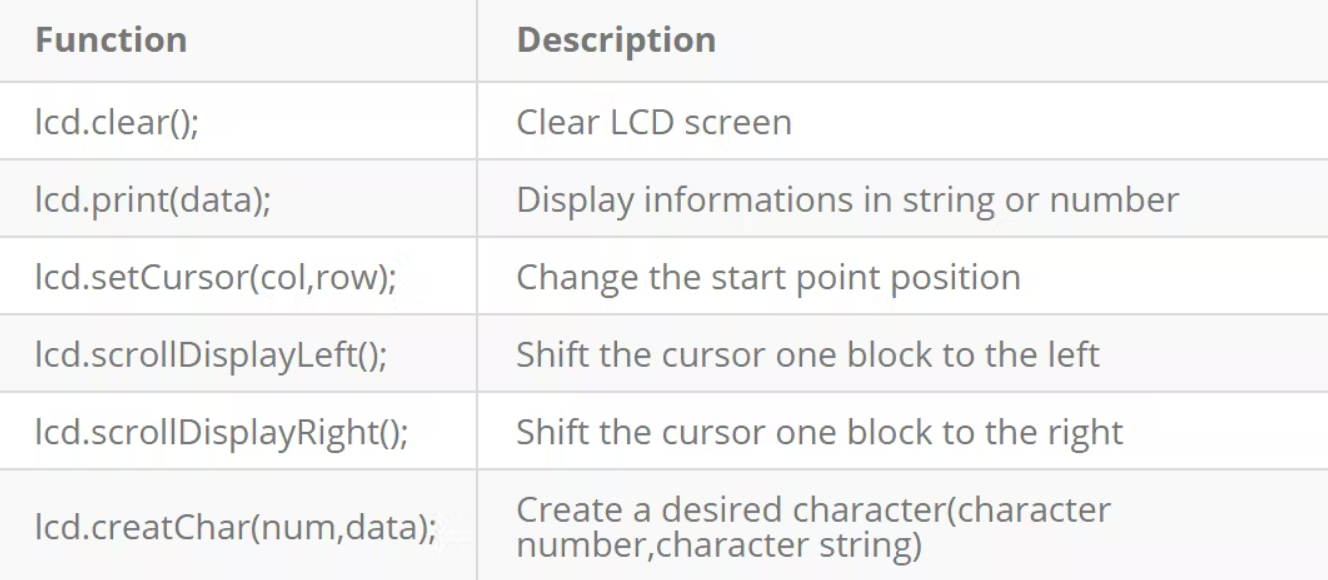 Function Description
lcd.clear(); Clear LCD screen
lcd.print(data); Display informations in string or number
lcd.setCursor(col,row); Change the start point position
lcd.scrollDisplayLeft(); Shift the cursor one block to the left
lcd.scrollDisplayRight(); Shift the cursor one block to the right
lcd.creatChar(num,data); Create a desired character(character
number,character string)